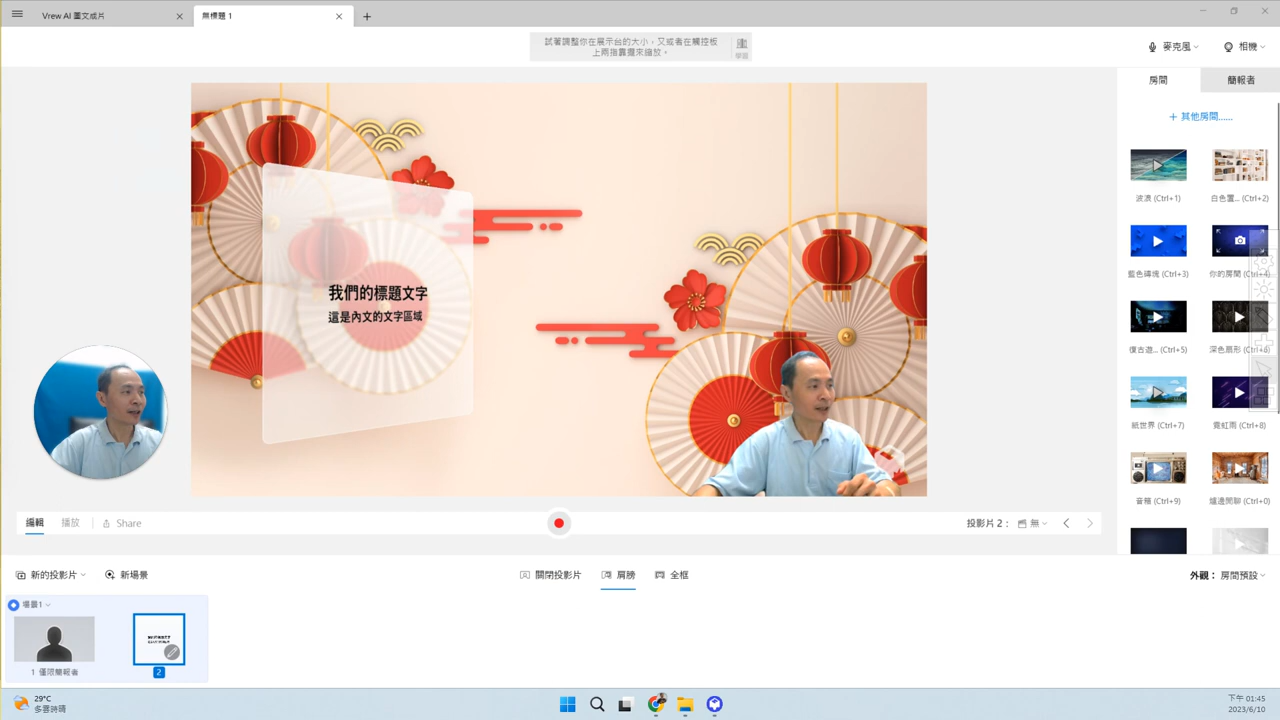 Vrew AI 圖文成片
無標題 1
試著調整你在展示台的大小，又或者在觸控板
上兩指靠攏來縮放。
學區
麥克風
相機
房間
簡報者
+ 其他房間......
波浪 (Ctrl+1)
白色置... (Ctrl+2)
藍色磚塊 (Ctrl+3)
你的房間 (Ctrl+4)
復古遊... (Ctrl+5)
深色扇形 (Ctrl+6)
紙世界 (Ctrl+7)
霓虹雨 (Ctrl+8)
音箱 (Ctrl+9)
爐邊閒聊 (Ctrl+0)
我們的標題文字
這是內文的文字區域
編輯
播放
Share
投影片 2：
無
新的投影片
新場景
關閉投影片
肩膀
全框
外觀：房間預設
場景1
1 僅限簡報者
2
29°C
多雲時晴
下午 01:45
2023/6/10